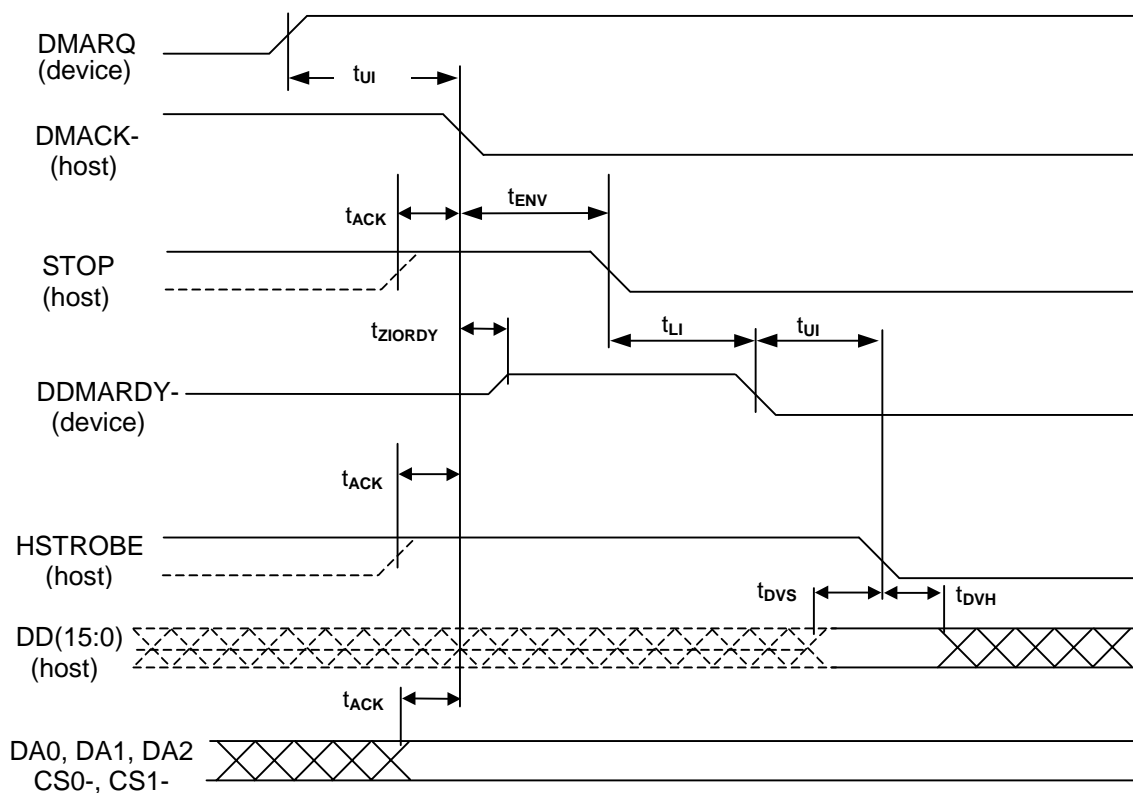 DMARQ
(device)
tUI
DMACK-
(host)
tACK
tENV
STOP
(host)
tZIORDY
tLI
tUI
DDMARDY-
(device)
tACK
HSTROBE
(host)
tDVS
tDVH
DD(15:0)
(host)
tACK
DA0, DA1, DA2
CS0-, CS1-